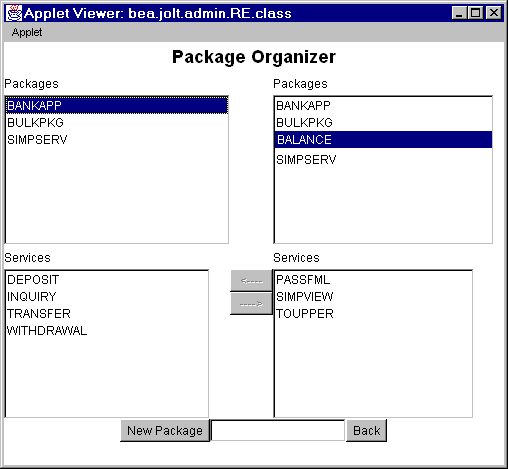 Applet Viewer: bea.jolt.admin.RE.class
Applet
Package Organizer
Packages
BANKAPP
BULKPKG
SIMPSERV
Packages
BANKAPP
BULKPKG
BALANCE
SIMPSERV
Services
DEPOSIT
INQUIRY
TRANSFER
WITHDRAWAL
<----
---->
Services
PASSFML
SIMPVIEW
TOUPPER
New Package
Back